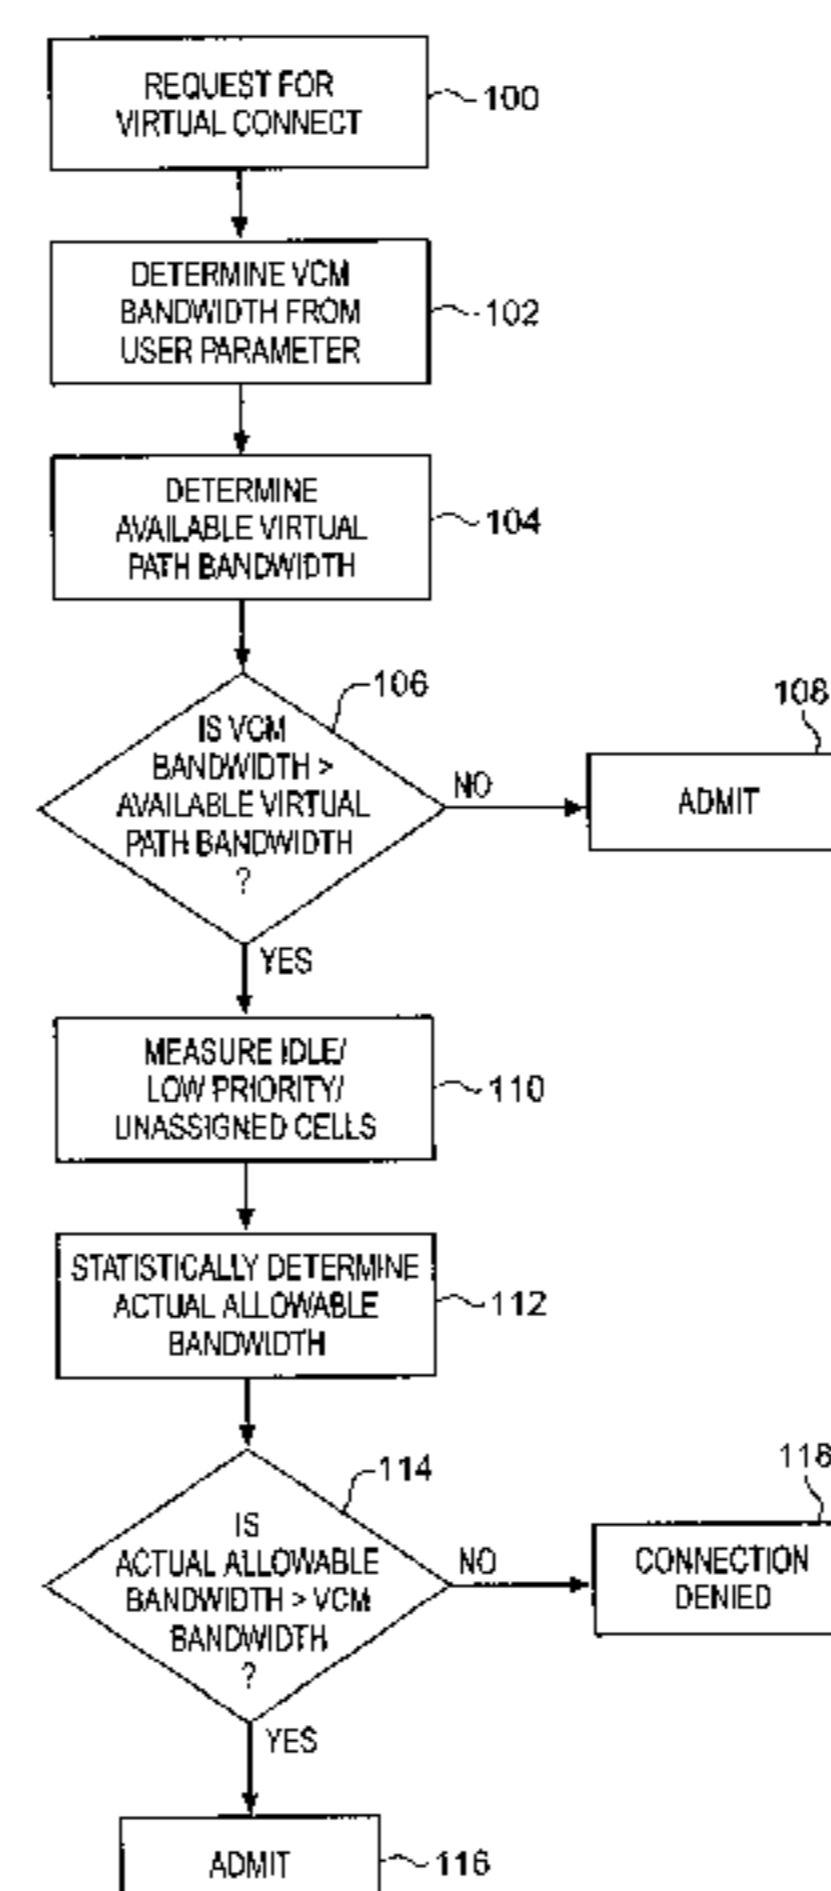 REQUEST FOR
VIRTUAL CONNECT
100
DETERMINE VCM
BANDWIDTH FROM
USER PARAMETER
102
DETERMINE
AVAILABLE VIRTUAL
PATH BANDWIDTH
104
106
IS VCM
BANDWIDTH >
AVAILABLE VIRTUAL
PATH BANDWIDTH
?
NO
108
ADMIT
YES
MEASURE IDLE/
LOW PRIORITY/
UNASSIGNED CELLS
110
STATISTICALLY DETERMINE
ACTUAL ALLOWABLE
BANDWIDTH
112
114
IS
ACTUAL ALLOWABLE
BANDWIDTH > VCM
BANDWIDTH
?
NO
118
CONNECTION
DENIED
YES
ADMIT
116